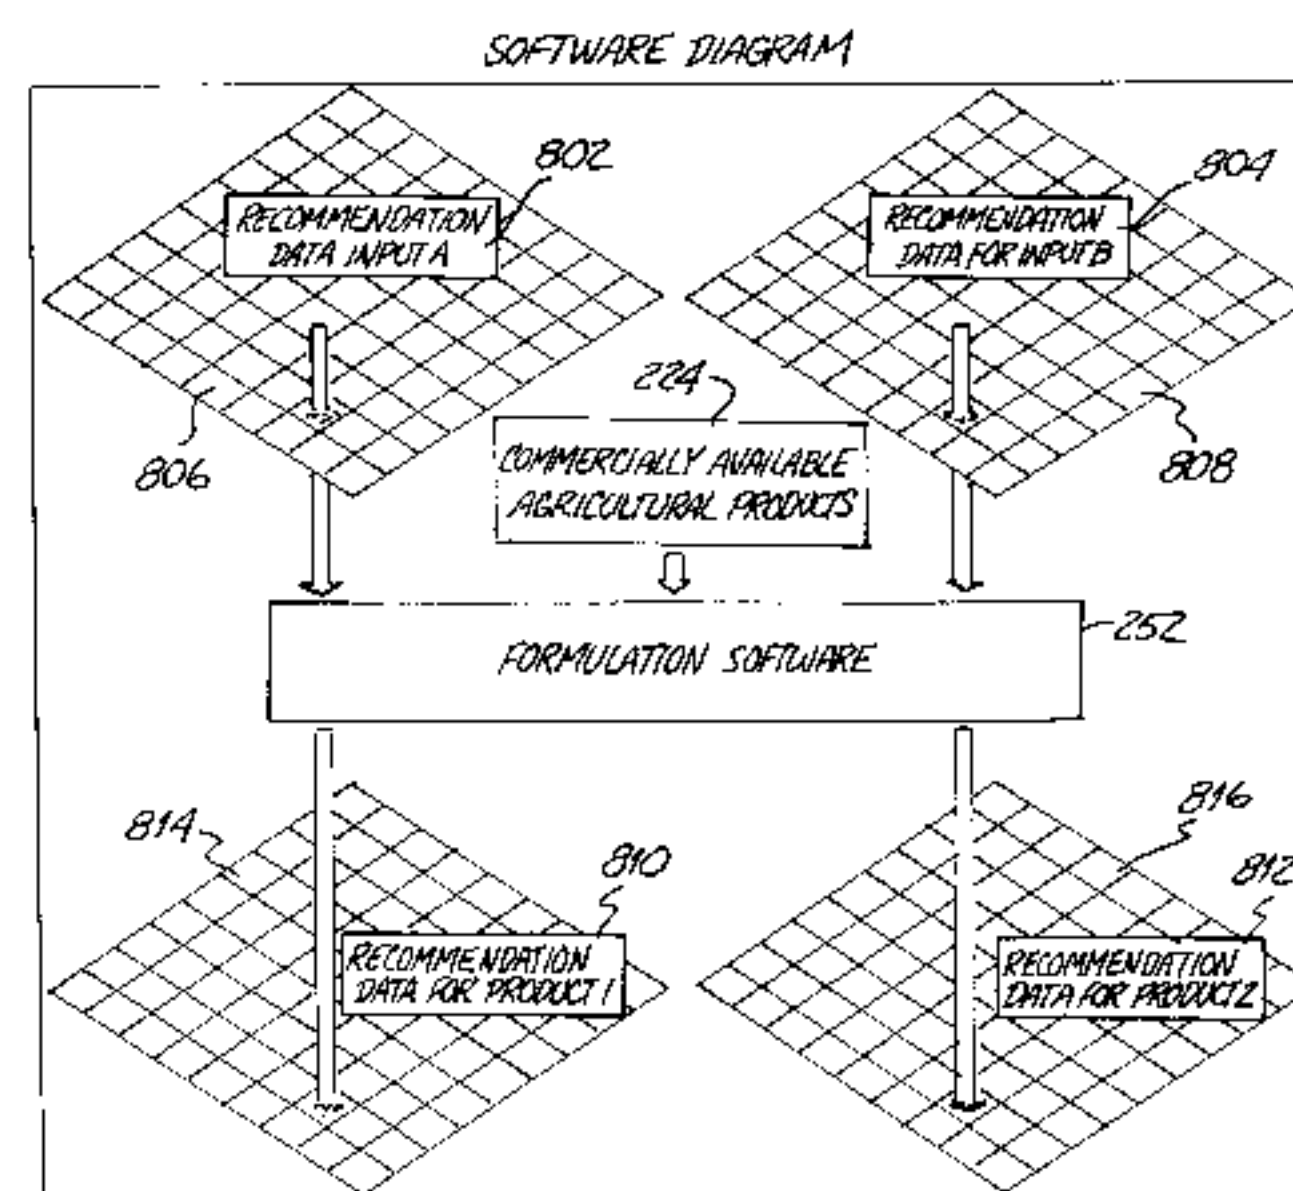 SOFTWARE DIAGRAM
802
804
RECOMMENDATION
DATA INPUT A
RECOMMENDATION
DATA FOR INPUT B
224
806
808
COMMERCIALLY AVAILABLE
AGRICULTURAL PRODUCTS
252
FORMULATION SOFTWARE
814
816
810
812
RECOMMENDATION
DATA FOR PRODUCT 1
RECOMMENDATION
DATA FOR PRODUCT 2